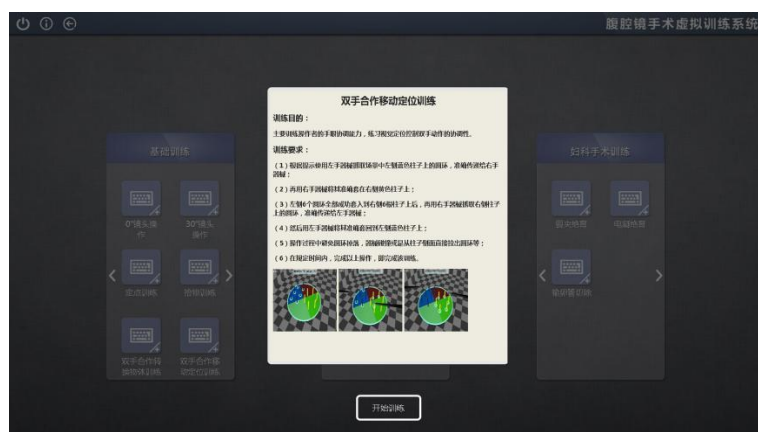 腹腔镜手术虚拟训练系统
双手合作移动定位训练
训练目的：
主要训练操作者的手眼协调能力，练习视觉定位控制双手动作的协调性。
训练要求：
（1）根据提示使用左手器械抓取场景中左侧蓝色柱子上的圆环，准确传递给右手
器械；
（2）再用右手器械将其准确套在右侧黄色柱子上；
（3）左侧6个圆环全部成功套入到右侧6根柱子上后，再用右手器械抓取右侧柱子
上的圆环，准确传递给左手器械；
（4）然后用左手器械将其准确套回到左侧蓝色柱子上；
（5）操作过程中避免圆环掉落，器械碰撞或是从柱子侧面直接拉出圆环等；
（6）在规定时间内，完成以上操作，即完成该训练。
基础训练
0°镜头操
作
30°镜头
操作
定点训练
拾物训练
双手合作转
双手合作移
动定位训练
妇科手术训练
开始训练